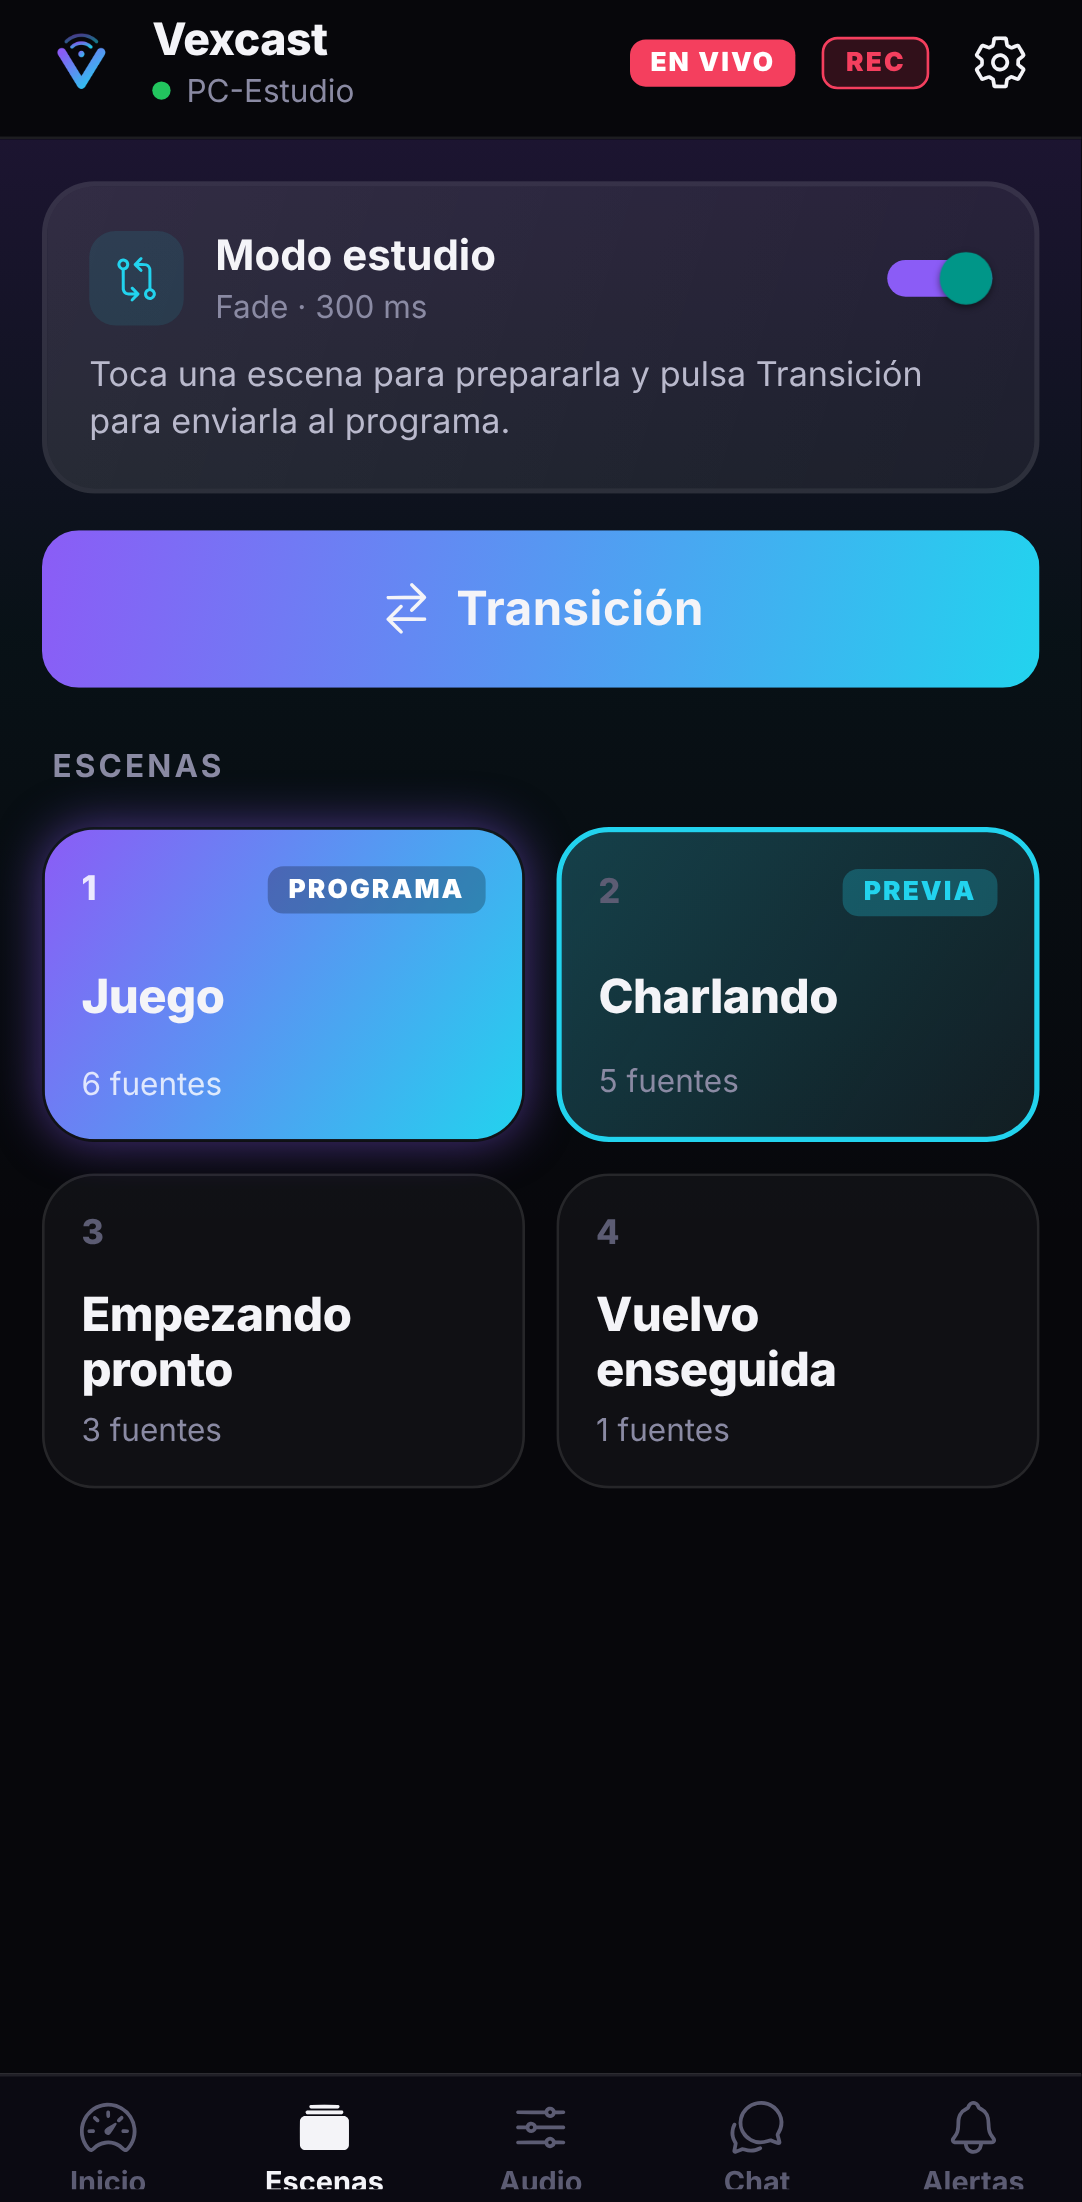 Vexcast
PC-Estudio
EN VIVO
REC
Modo estudio
Fade · 300 ms
Toca una escena para prepararla y pulsa Transición
para enviarla al programa.
Transición
ESCENAS
1
PROGRAMA
Juego
6 fuentes
2
PREVIA
Charlando
5 fuentes
3
Empezando
pronto
3 fuentes
4
Vuelvo
enseguida
1 fuentes
Inicio
Escenas
Audio
Chat
Alertas